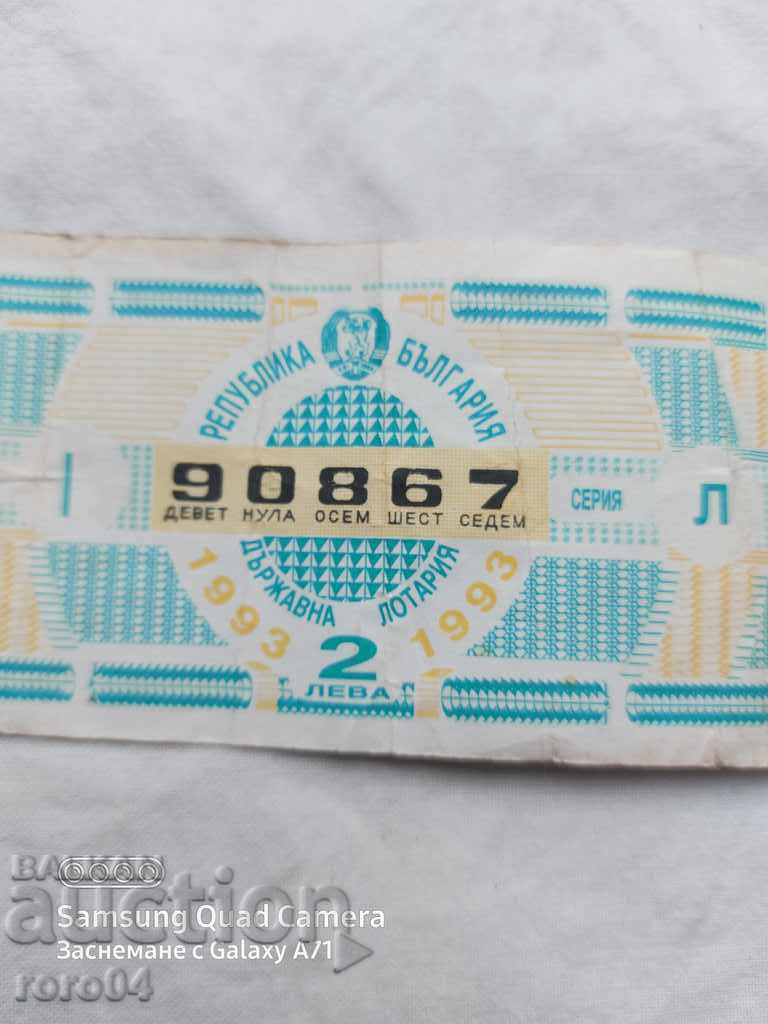 РЕПУБЛИКА БЪЛГАРИЯ
I 90867 СЕРИЯ Л
ДЕВЕТ НУЛА ОСЕМ ШЕСТ СЕДЕМ
ДЪРЖАВНА ЛОТАРИЯ
1993 1993
2
ЛЕВА
БАЛКАН
auction
Samsung Quad Camera
Заснемане с Galaxy A71
roro04